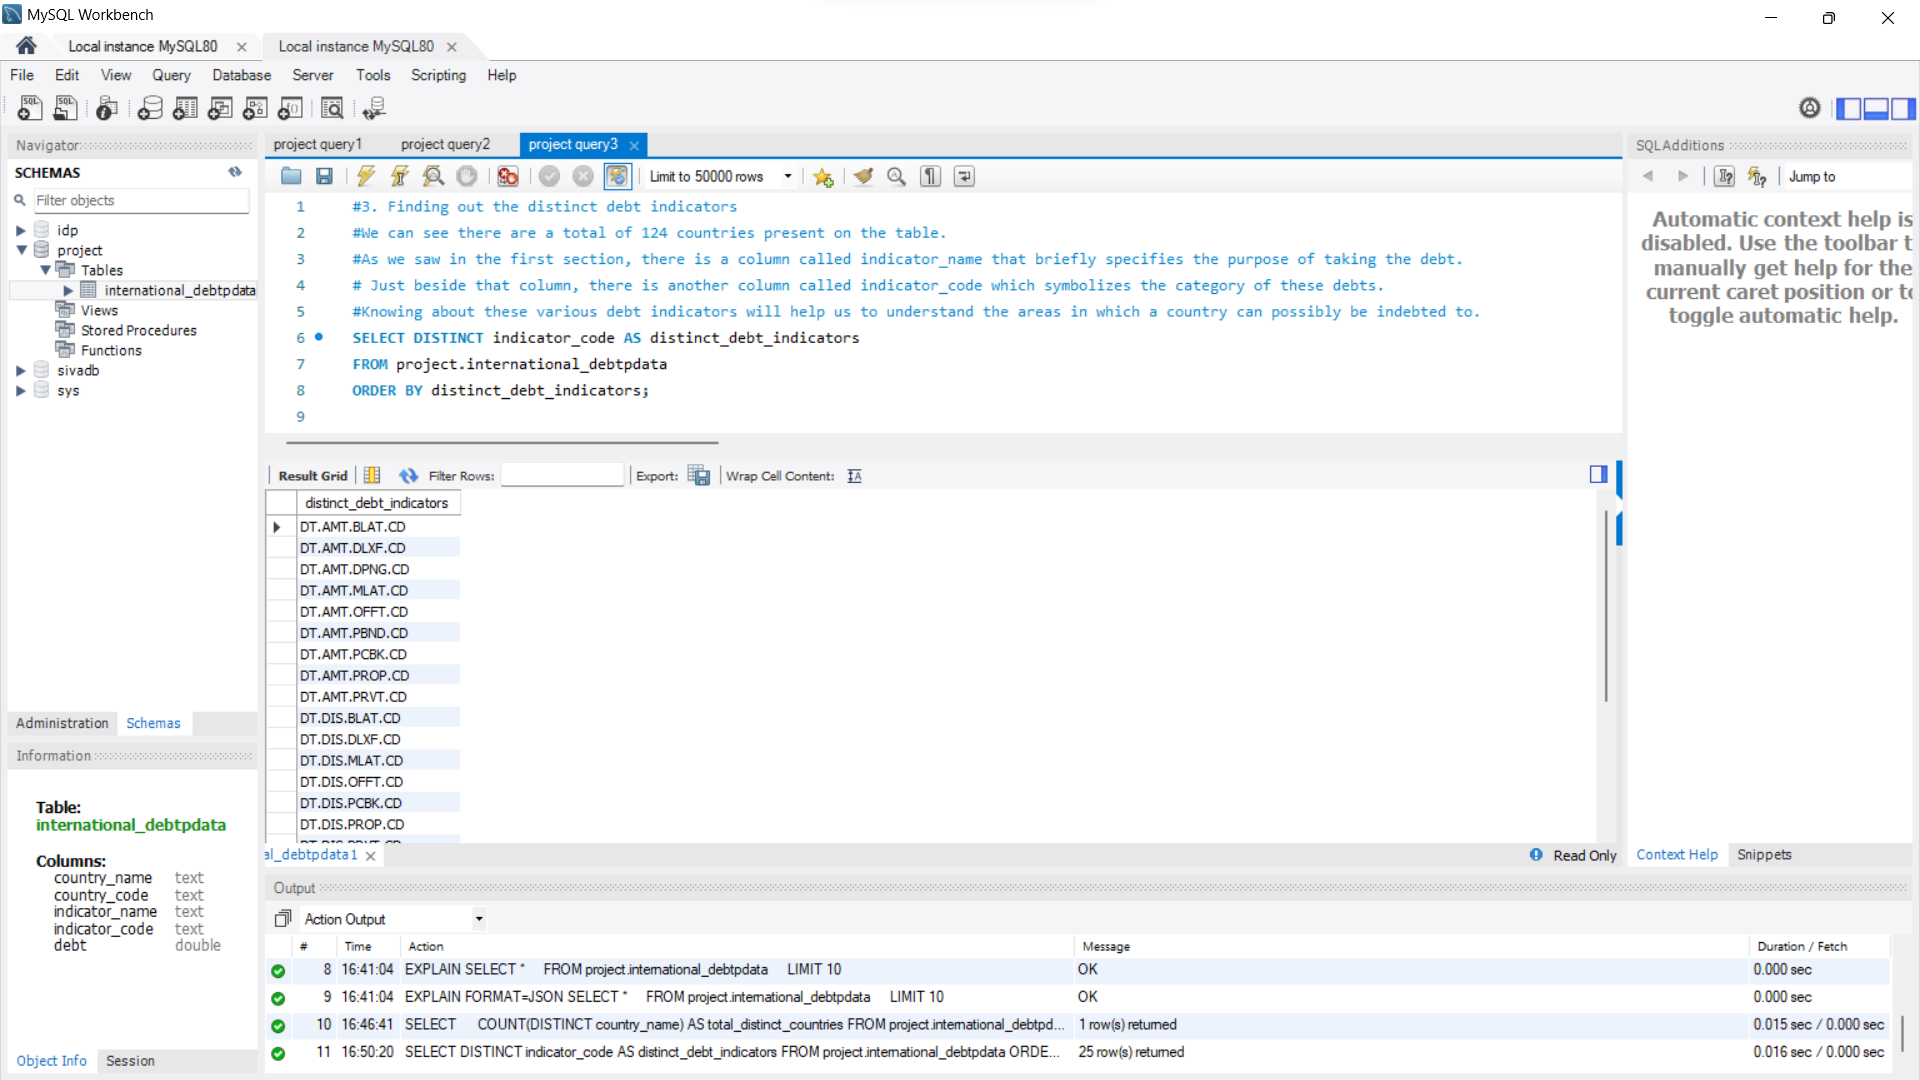 MySQL Workbench
Local instance MySQL80
Local instance MySQL80
File Edit View Query Database Server Tools Scripting Help
Navigator
SCHEMAS
Filter objects
idp
project
Tables
international_debtpdata
Views
Stored Procedures
Functions
sivadb
sys
Administration Schemas
Information
Table:
international_debtpdata
Columns:
country_name text
country_code text
indicator_name text
indicator_code text
debt double
Object Info Session
project query1 project query2 project query3
Limit to 50000 rows
1 #3. Finding out the distinct debt indicators
2 #We can see there are a total of 124 countries present on the table.
3 #As we saw in the first section, there is a column called indicator_name that briefly specifies the purpose of taking the debt.
4 # Just beside that column, there is another column called indicator_code which symbolizes the category of these debts.
5 #Knowing about these various debt indicators will help us to understand the areas in which a country can possibly be indebted to.
6 SELECT DISTINCT indicator_code AS distinct_debt_indicators
7 FROM project.international_debtpdata
8 ORDER BY distinct_debt_indicators;
9
Result Grid Filter Rows: Export: Wrap Cell Content:
distinct_debt_indicators
DT.AMT.BLAT.CD
DT.AMT.DLXF.CD
DT.AMT.DPNG.CD
DT.AMT.MLAT.CD
DT.AMT.OFFT.CD
DT.AMT.PBND.CD
DT.AMT.PCBK.CD
DT.AMT.PROP.CD
DT.AMT.PRVT.CD
DT.DIS.BLAT.CD
DT.DIS.DLXF.CD
DT.DIS.MLAT.CD
DT.DIS.OFFT.CD
DT.DIS.PCBK.CD
DT.DIS.PROP.CD
al_debtpdata1
Read Only
SQLAdditions
Jump to
Automatic context help is
disabled. Use the toolbar t
manually get help for the
current caret position or to
toggle automatic help.
Context Help Snippets
Output
Action Output
# Time Action Message Duration / Fetch
8 16:41:04 EXPLAIN SELECT * FROM project.international_debtpdata LIMIT 10 OK 0.000 sec
9 16:41:04 EXPLAIN FORMAT=JSON SELECT * FROM project.international_debtpdata LIMIT 10 OK 0.000 sec
10 16:46:41 SELECT COUNT(DISTINCT country_name) AS total_distinct_countries FROM project.international_debtpd... 1 row(s) returned 0.015 sec / 0.000 sec
11 16:50:20 SELECT DISTINCT indicator_code AS distinct_debt_indicators FROM project.international_debtpdata ORDE... 25 row(s) returned 0.016 sec / 0.000 sec